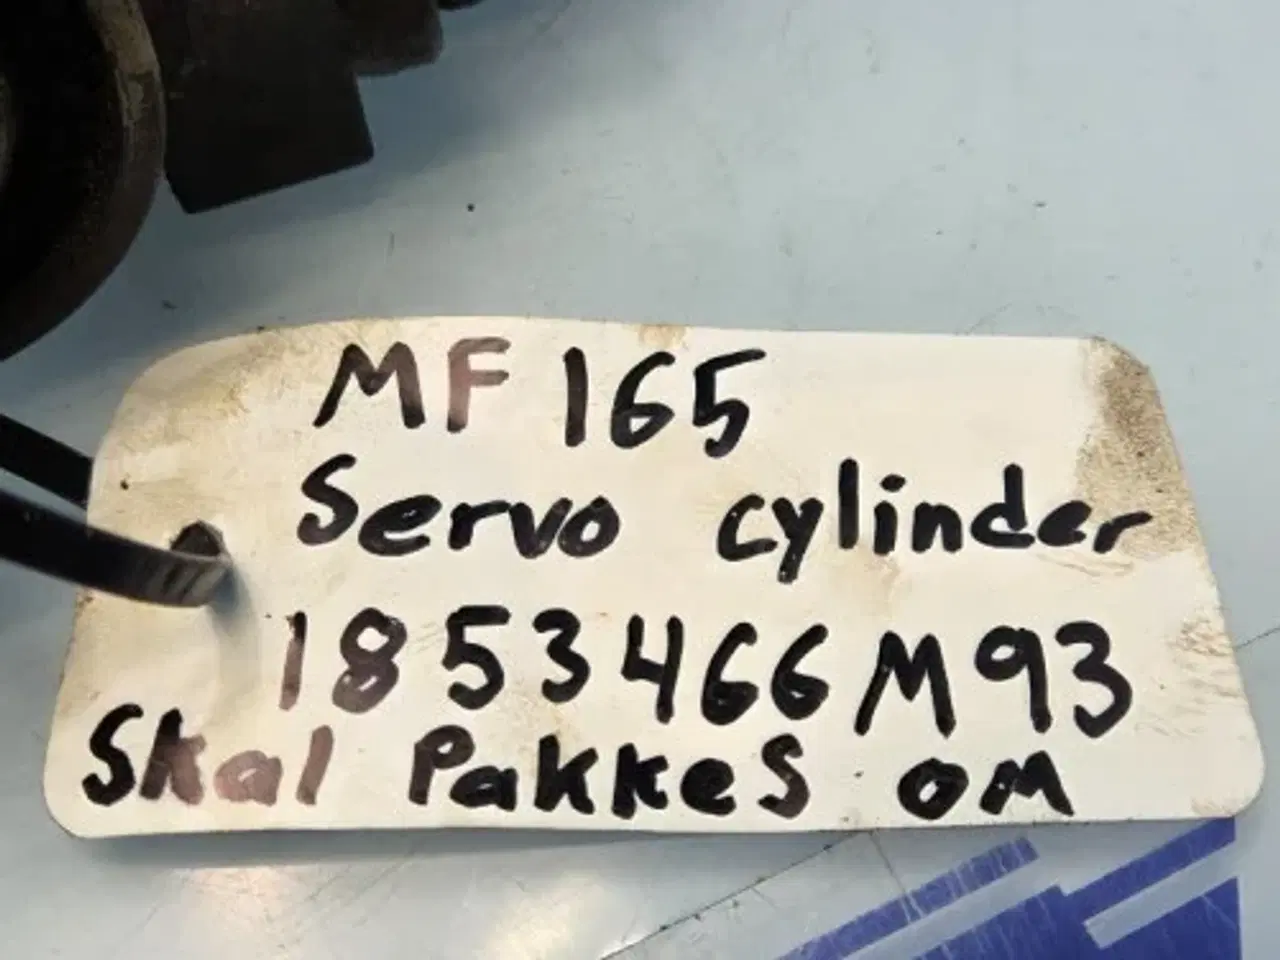 MF 165
Servo cylinder
1853466M93
Skal Pakkes om